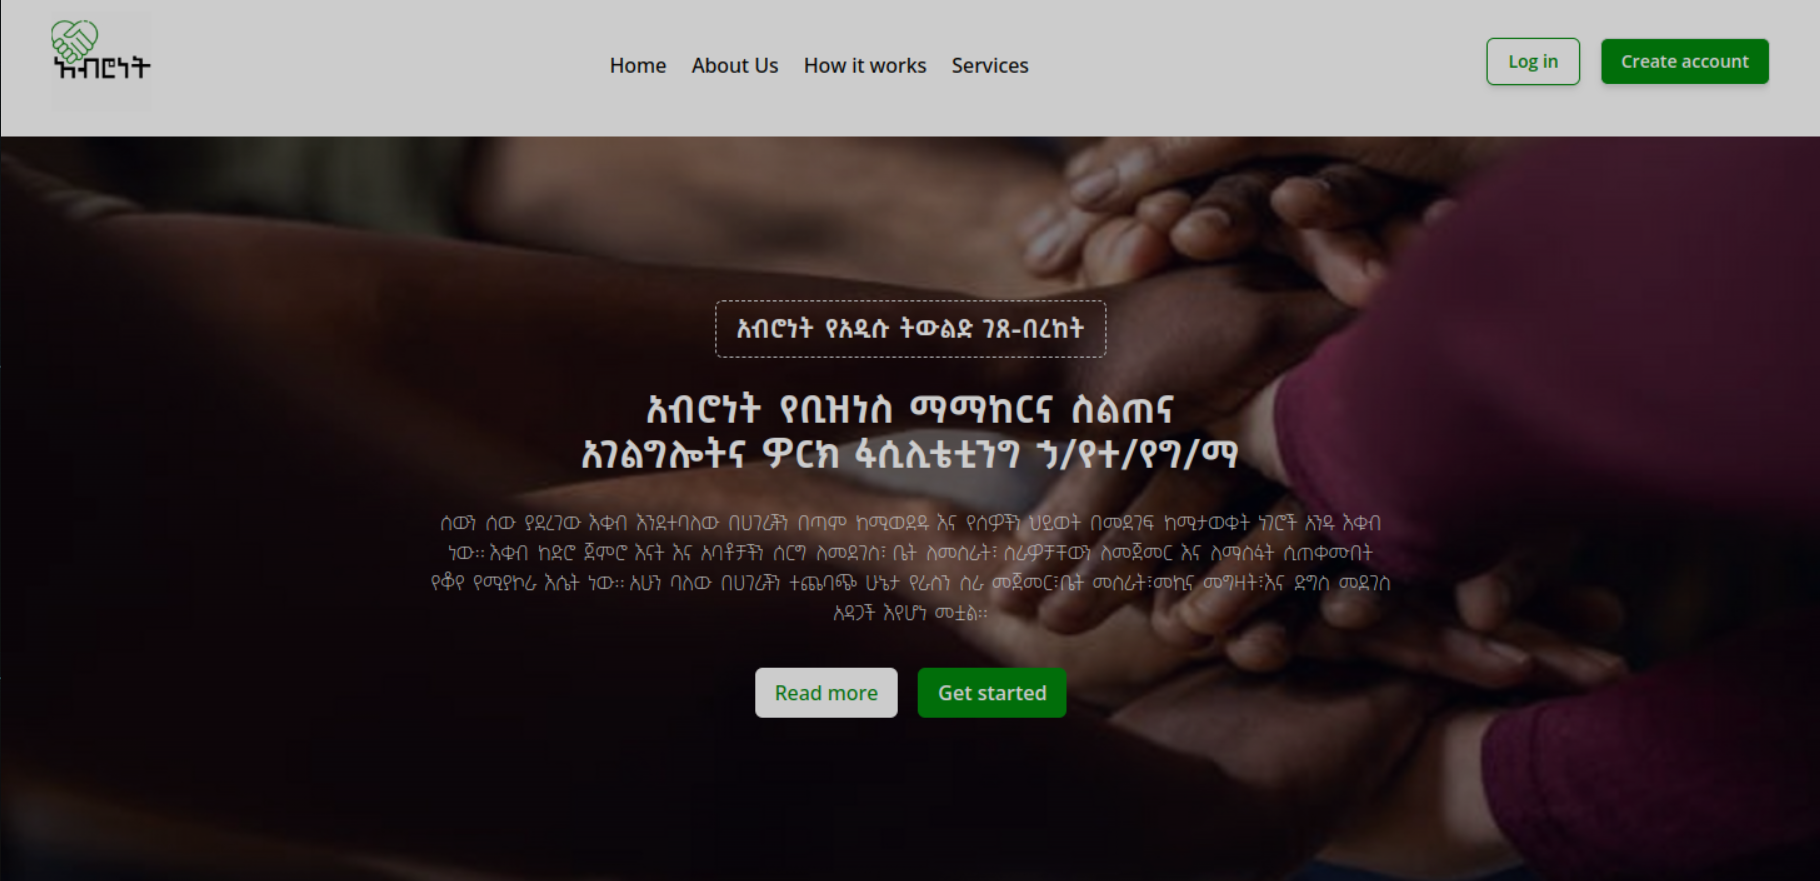 አብሮነት
Home
About Us
How it works
Services
Log in
Create account
አብሮነት የአዲሱ ትውልድ ገጸ-በረከት
አብሮነት የቢዝነስ ማማከርና ስልጠና
አገልግሎትና ዎርክ ፋሲሊቴቲንግ ኃ/የተ/የግ/ማ
ሰውን ሰው ያደረገው እቁብ እንደተባለው በሀገራችን በጣም ከሚወደዱ እና የሰዎችን ህይወት በመደገፍ ከሚታወቁት ነገሮች አንዱ እቁብ
ነው። እቁብ ከድሮ ጀምሮ እናት እና አባቶቻችን ሰርግ ለመደገስ፣ ቤት ለመስራት፣ ስራዎቻቸውን ለመጀመር እና ለማስፋት ሲጠቀሙበት
የቆየ የሚያኮራ እሴት ነው። አሁን ባለው በሀገራችን ተጨባጭ ሁኔታ የራስን ስራ መጀመር፣ቤት መስራት፣መኪና መግዛት፣እና ድግስ መደገስ
አዳጋች እየሆነ መቷል።
Read more
Get started